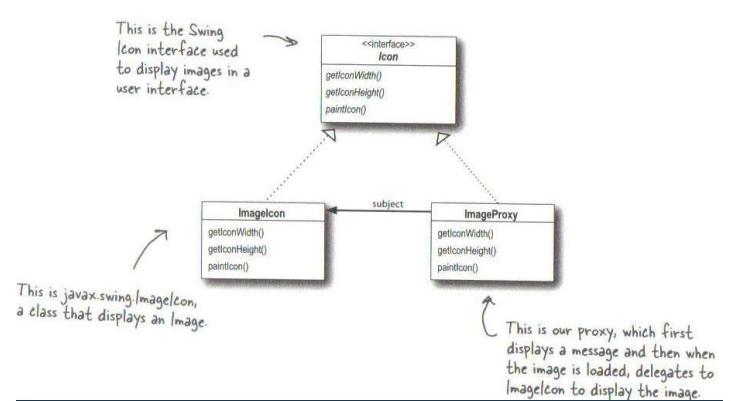 This is the Swing
Icon interface used
to display images in a
user interface.
<<interface>>
Icon
getIconWidth()
getIconHeight()
paintIcon()
subject
ImageIcon
getIconWidth()
getIconHeight()
paintIcon()
ImageProxy
getIconWidth()
getIconHeight()
paintIcon()
This is javax.swing.ImageIcon,
a class that displays an Image.
This is our proxy, which first
displays a message and then when
the image is loaded, delegates to
ImageIcon to display the image.